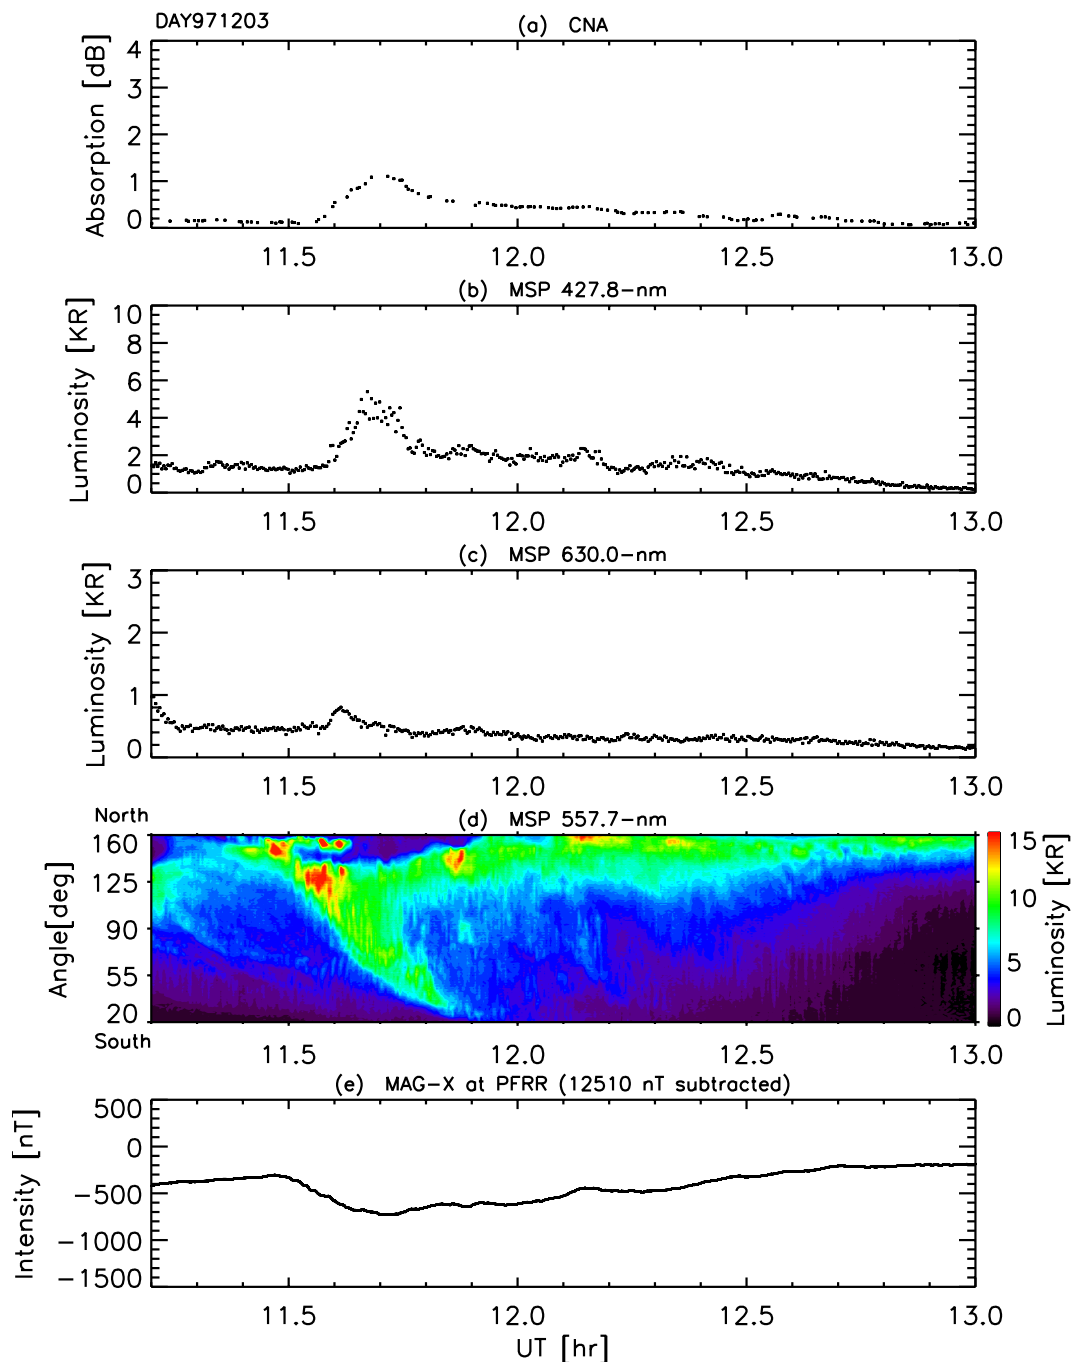 DAY971203
(a) CNA
Absorption [dB]
4
3
2
1
0
11.5 12.0 12.5 13.0
(b) MSP 427.8-nm
Luminosity [KR]
10
8
6
4
2
0
11.5 12.0 12.5 13.0
(c) MSP 630.0-nm
Luminosity [KR]
3
2
1
0
11.5 12.0 12.5 13.0
North
(d) MSP 557.7-nm
Angle[deg]
160
125
90
55
20
South
15
10
5
0
Luminosity [KR]
11.5 12.0 12.5 13.0
(e) MAG-X at PFRR (12510 nT subtracted)
Intensity [nT]
500
0
-500
-1000
-1500
11.5 12.0 12.5 13.0
UT [hr]